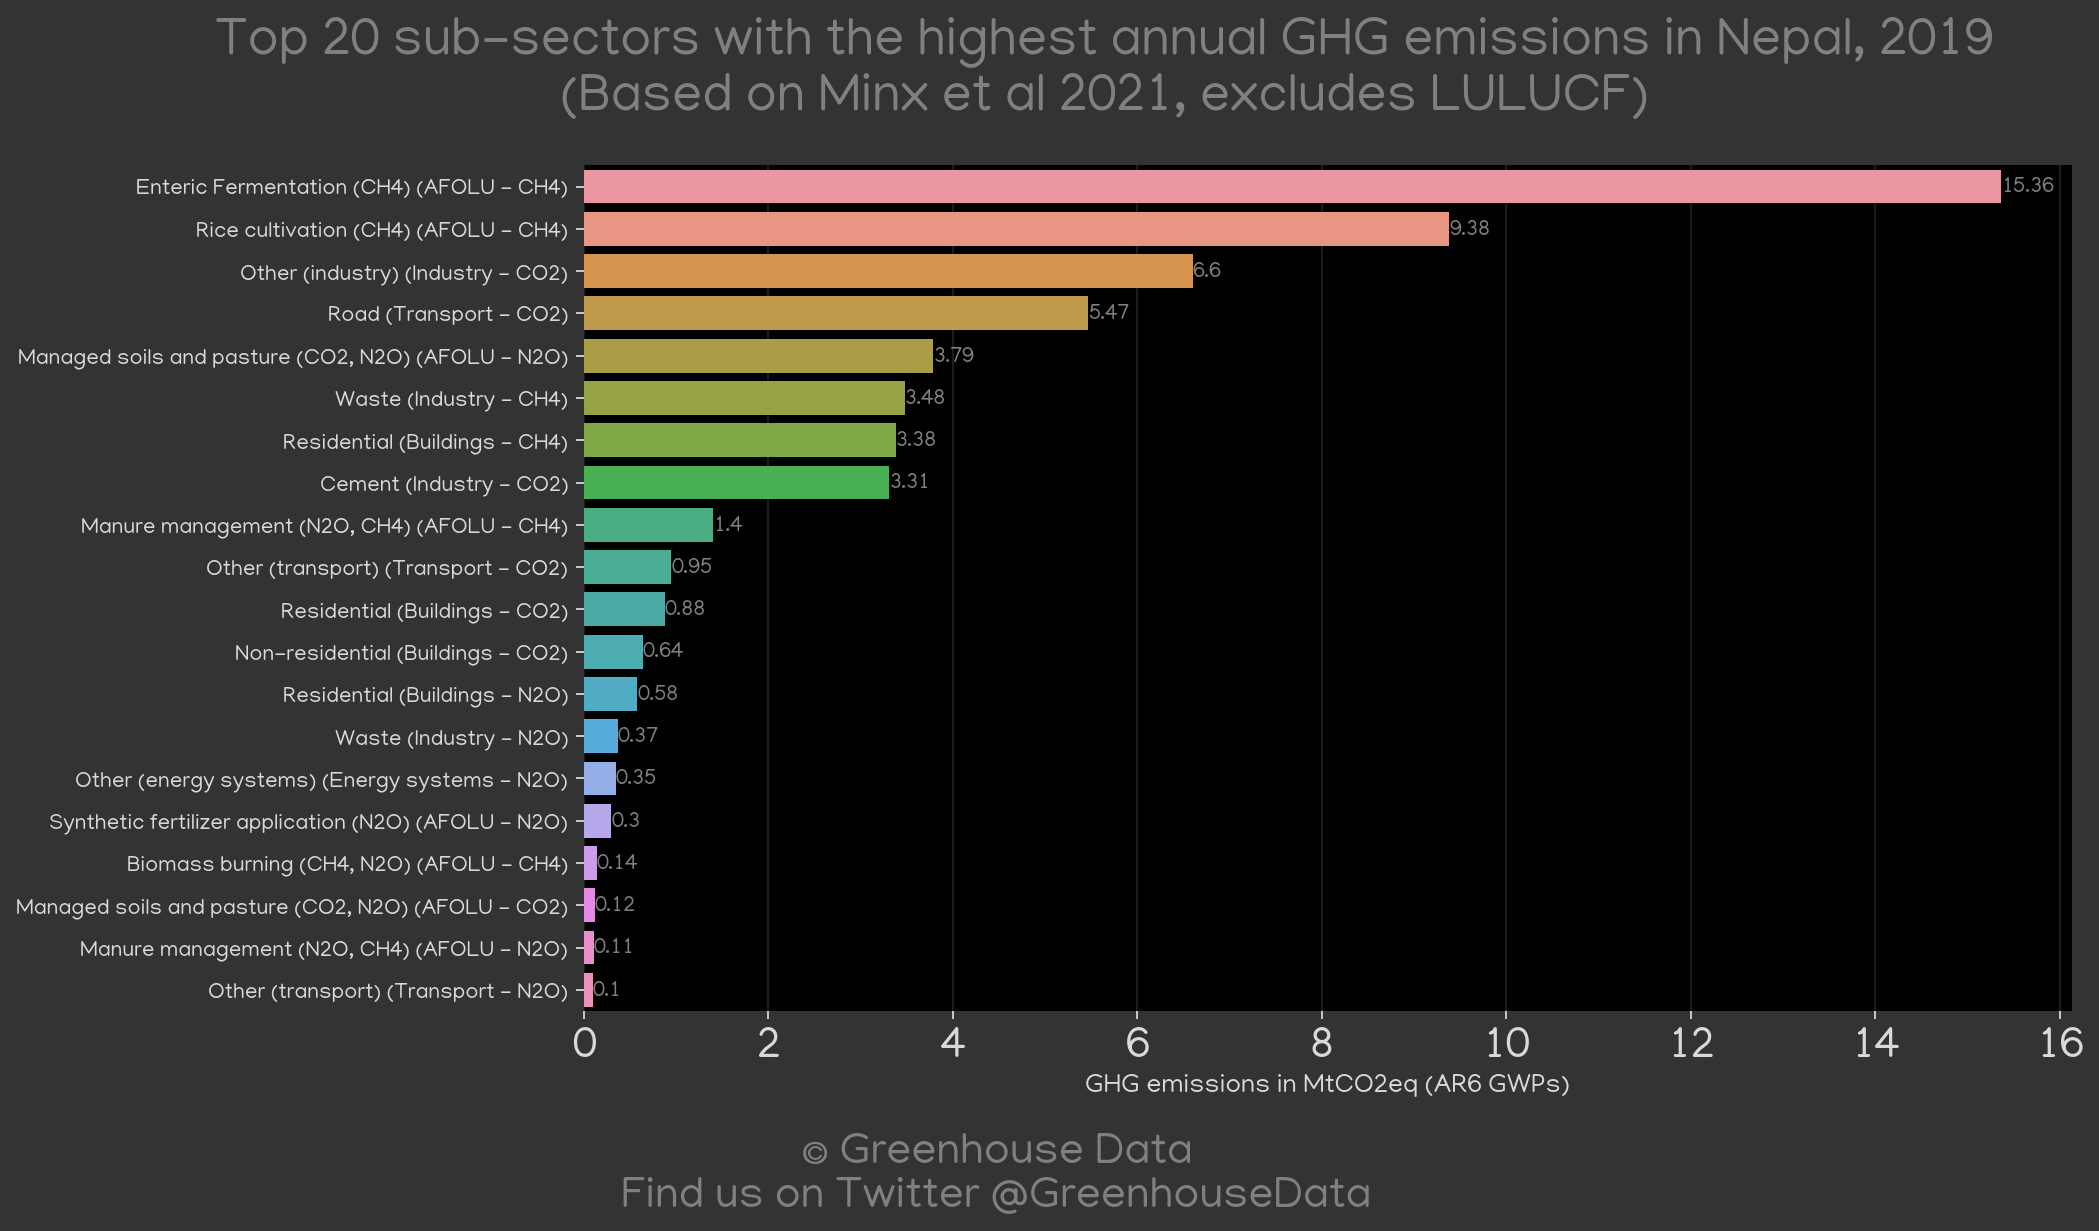 Top 20 sub-sectors with the highest annual GHG emissions in Nepal, 2019
(Based on Minx et al 2021, excludes LULUCF)
Enteric Fermentation (CH4) (AFOLU - CH4) 15.36
Rice cultivation (CH4) (AFOLU - CH4) 9.38
Other (industry) (Industry - CO2) 6.6
Road (Transport - CO2) 5.47
Managed soils and pasture (CO2, N2O) (AFOLU - N2O) 3.79
Waste (Industry - CH4) 3.48
Residential (Buildings - CH4) 3.38
Cement (Industry - CO2) 3.31
Manure management (N2O, CH4) (AFOLU - CH4) 1.4
Other (transport) (Transport - CO2) 0.95
Residential (Buildings - CO2) 0.88
Non-residential (Buildings - CO2) 0.64
Residential (Buildings - N2O) 0.58
Waste (Industry - N2O) 0.37
Other (energy systems) (Energy systems - N2O) 0.35
Synthetic fertilizer application (N2O) (AFOLU - N2O) 0.3
Biomass burning (CH4, N2O) (AFOLU - CH4) 0.14
Managed soils and pasture (CO2, N2O) (AFOLU - CO2) 0.12
Manure management (N2O, CH4) (AFOLU - N2O) 0.11
Other (transport) (Transport - N2O) 0.1
0 2 4 6 8 10 12 14 16
GHG emissions in MtCO2eq (AR6 GWPs)
© Greenhouse Data
Find us on Twitter @GreenhouseData